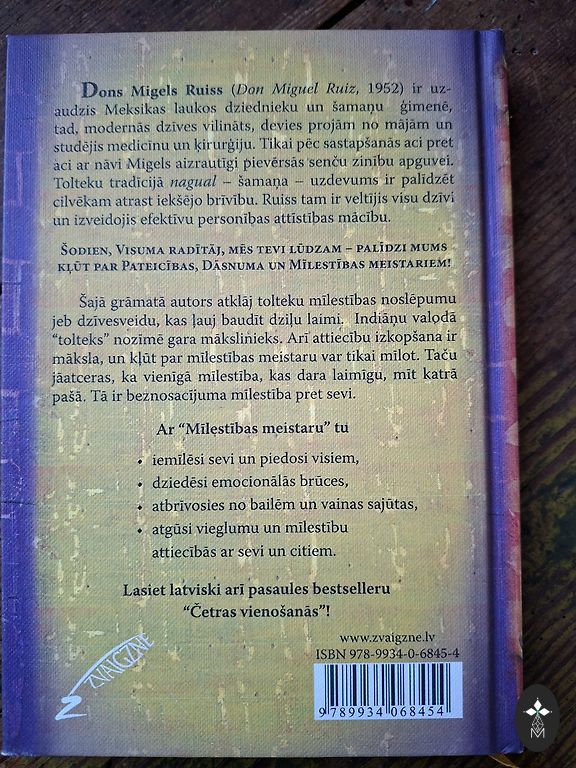 Dons Migels Ruiss (Don Miguel Ruiz, 1952) ir uz-
audzis Meksikas laukos dziednieku un šamaņu ģimenē,
tad, modernās dzīves vilināts, devies projām no mājām un
studējis medicīnu un ķirurģiju. Tikai pēc sastapšanās aci pret
aci ar nāvi Migels aizrautīgi pievērsās senču zinību apguvei.
Tolteku tradīcijā nagual – šamaņa – uzdevums ir palīdzēt
cilvēkam atrast iekšējo brīvību. Ruiss tam ir veltījis visu dzīvi
un izveidojis efektīvu personības attīstības mācību.
Šodien, Visuma radītāj, mēs tevi lūdzam – palīdzi mums
kļūt par Pateicības, Dāsnuma un Mīlestības meistariem!
Šajā grāmatā autors atklāj tolteku mīlestības noslēpumu
jeb dzīvesveidu, kas ļauj baudīt dziļu laimi. Indiāņu valodā
“tolteks” nozīmē gara mākslinieks. Arī attiecību izkopšana ir
māksla, un kļūt par mīlestības meistaru var tikai mīlot. Taču
jāatceras, ka vienīgā mīlestība, kas dara laimīgu, mīt katrā
pašā. Tā ir beznosacījuma mīlestība pret sevi.
Ar “Mīlestības meistaru” tu
• iemīlēsi sevi un piedosi visiem,
• dziedēsi emocionālās brūces,
• atbrīvosies no bailēm un vainas sajūtas,
• atgūsi vieglumu un mīlestību
attiecībās ar sevi un citiem.
Lasiet latviski arī pasaules bestselleru
“Četras vienošanās”!
www.zvaigzne.lv
ISBN 978-9934-0-6845-4
ZVAIGZNE
9 789934 068454
M